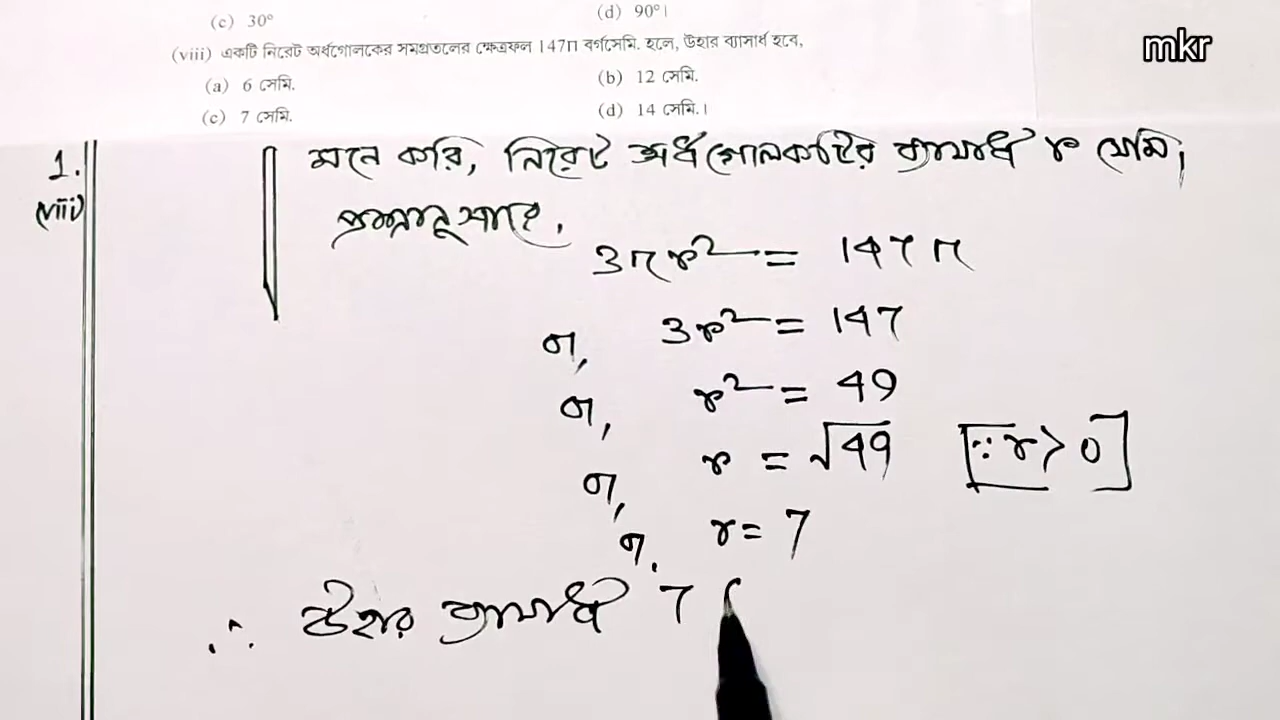 (c) 30° (d) 90°।
mkr
(viii) একটি নিরেট অর্ধগোলকের সমগ্রতলের ক্ষেত্রফল 147π বর্গসেমি. হলে, উহার ব্যাসার্ধ হবে,
(a) 6 সেমি. (b) 12 সেমি.
(c) 7 সেমি. (d) 14 সেমি.।
1. মনে করি, নিরেট অর্ধগোলকটির ব্যাসার্ধ r সেমি,
(viii) প্রশ্নানুসারে,
3πr² = 147π
বা, 3r² = 147
বা, r² = 49
বা, r = √49 [∵ r > 0]
বা, r = 7
∴ উহার ব্যাসার্ধ 7